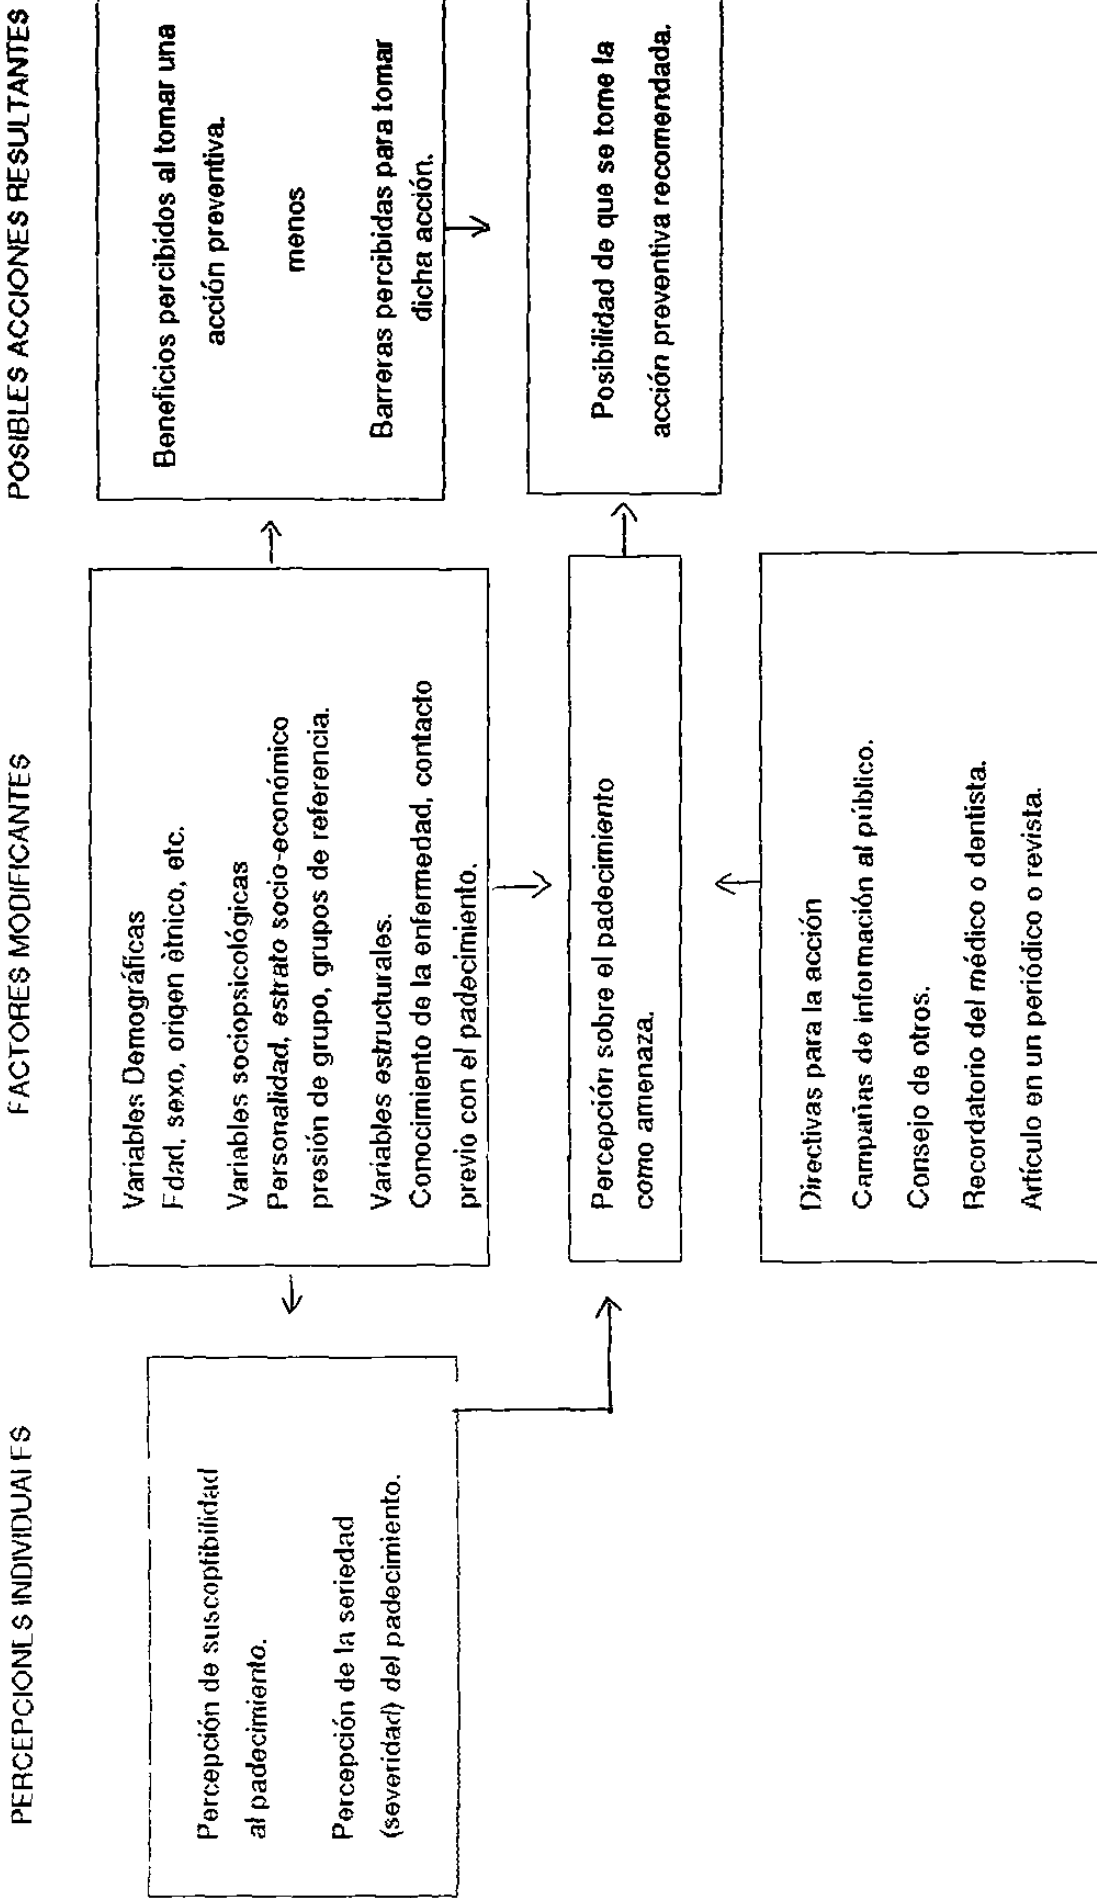 PERCEPCIONES INDIVIDUALES
FACTORES MODIFICANTES
POSIBLES ACCIONES RESULTANTES
Percepción de susceptibilidad
al padecimiento.
Percepción de la seriedad
(severidad) del padecimiento.
Variables Demográficas
Edad, sexo, origen ètnico, etc.
Variables sociopsicológicas
Personalidad, estrato socio-económico
presión de grupo, grupos de referencia.
Variables estructurales.
Conocimiento de la enfermedad, contacto
previo con el padecimiento.
Beneficios percibidos al tomar una
acción preventiva.
menos
Barreras percibidas para tomar
dicha acción.
Percepción sobre el padecimiento
como amenaza.
Posibilidad de que se tome la
acción preventiva recomendada.
Directivas para la acción
Campañas de información al público.
Consejo de otros.
Recordatorio del médico o dentista.
Artículo en un periódico o revista.